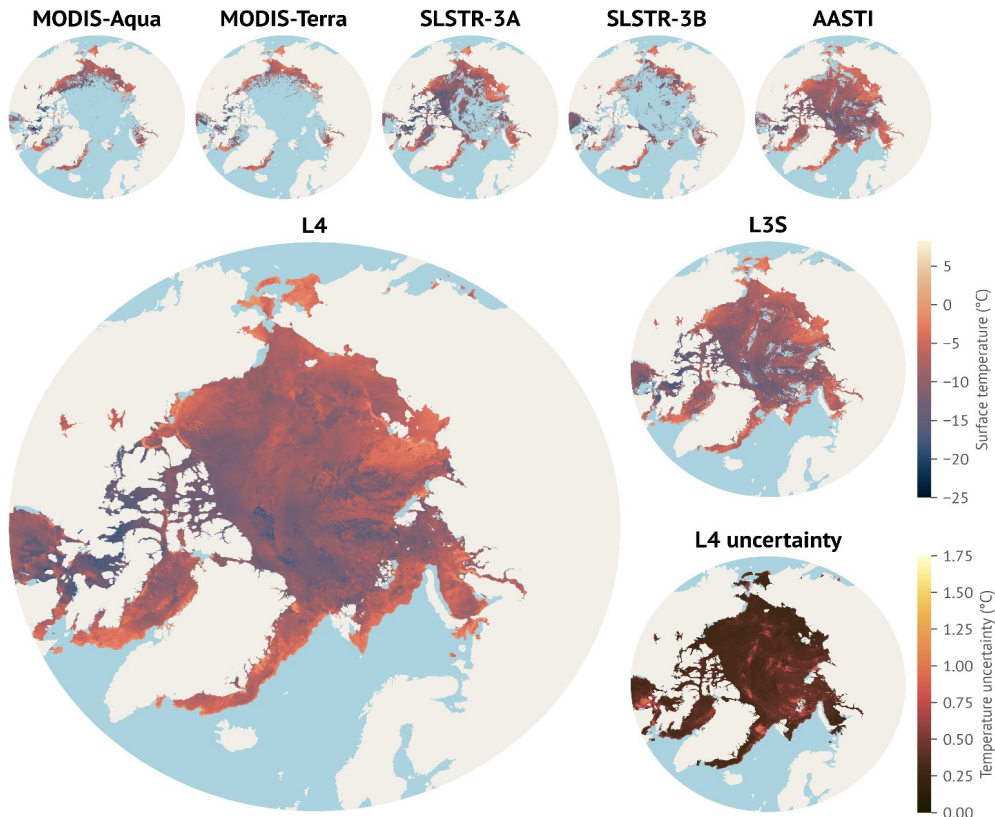 MODIS-Aqua
MODIS-Terra
SLSTR-3A
SLSTR-3B
AASTI
L4
L3S
5
0
−5
−10
−15
−20
−25
Surface temperature (°C)
L4 uncertainty
1.75
1.50
1.25
1.00
0.75
0.50
0.25
0.00
Temperature uncertainty (°C)